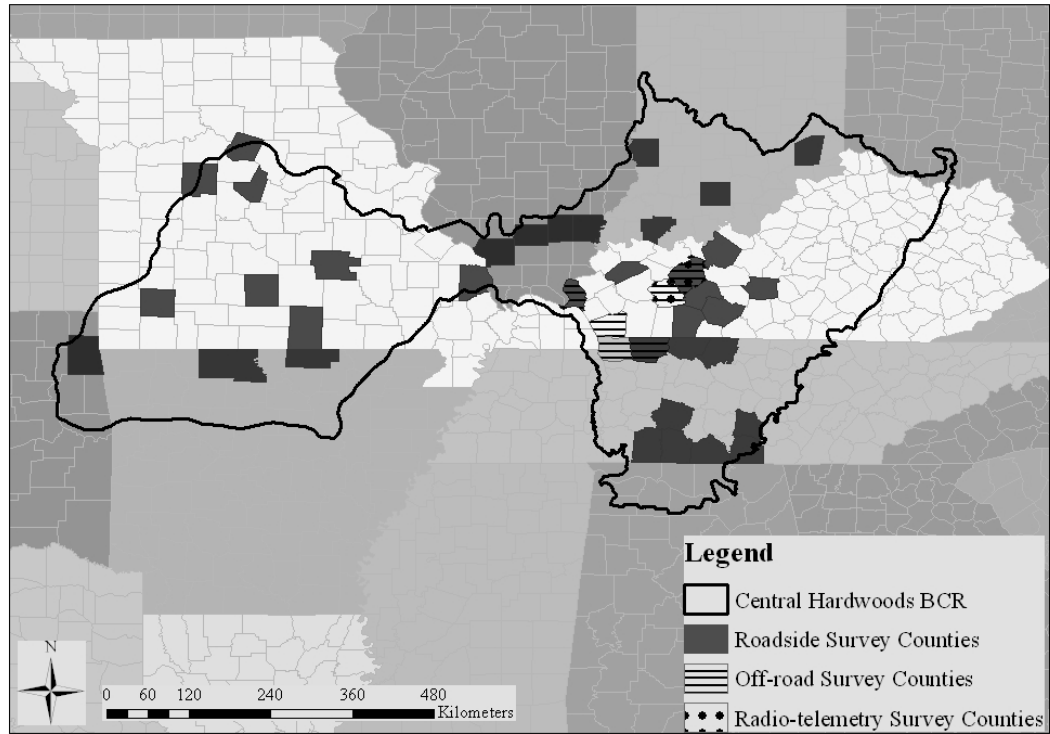 Legend
Central Hardwoods BCR
Roadside Survey Counties
Off-road Survey Counties
Radio-telemetry Survey Counties
N
0 60 120 240 360 480
Kilometers